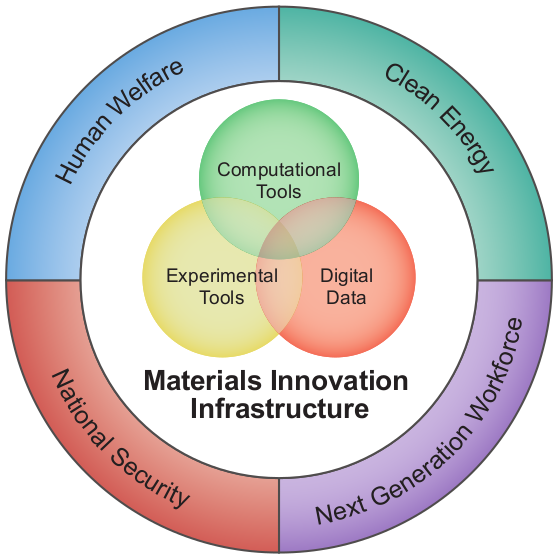 Human Welfare
Clean Energy
Computational
Tools
Experimental
Tools
Digital
Data
Materials Innovation
Infrastructure
National Security
Next Generation Workforce